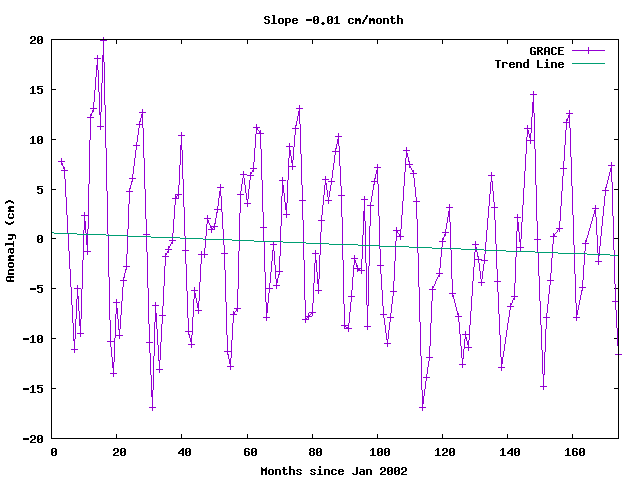 Slope -0.01 cm/month
GRACE
Trend Line
20
15
10
5
0
-5
-10
-15
-20
Anomaly (cm)
0 20 40 60 80 100 120 140 160
Months since Jan 2002